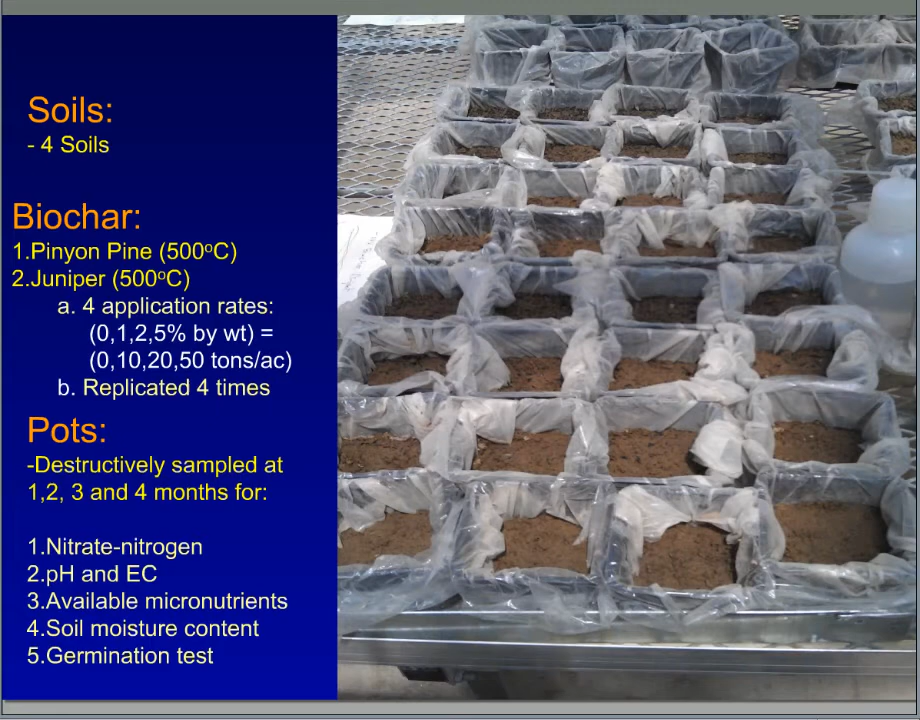 Soils:
- 4 Soils
Biochar:
1.Pinyon Pine (500oC)
2.Juniper (500oC)
a. 4 application rates:
(0,1,2,5% by wt) =
(0,10,20,50 tons/ac)
b. Replicated 4 times
Pots:
-Destructively sampled at
1,2, 3 and 4 months for:
1.Nitrate-nitrogen
2.pH and EC
3.Available micronutrients
4.Soil moisture content
5.Germination test